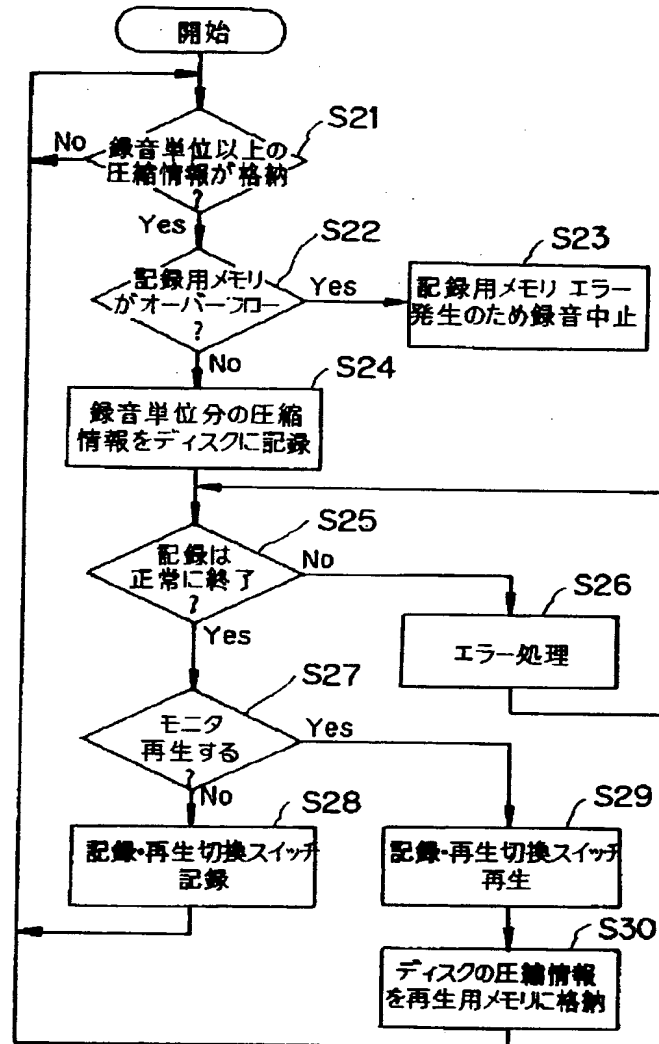 開始
S21
No
録音単位以上の
圧縮情報が格納
?
Yes
S22
記録用メモリ
がオーバーフロー
?
Yes
S23
記録用メモリ エラー
発生のため録音中止
No
S24
録音単位分の圧縮
情報をディスクに記録
S25
記録は
正常に終了
?
No
S26
エラー処理
Yes
S27
モニタ
再生する
?
Yes
No
S28
記録・再生切換スイッチ
記録
S29
記録・再生切換スイッチ
再生
S30
ディスクの圧縮情報
を再生用メモリに格納